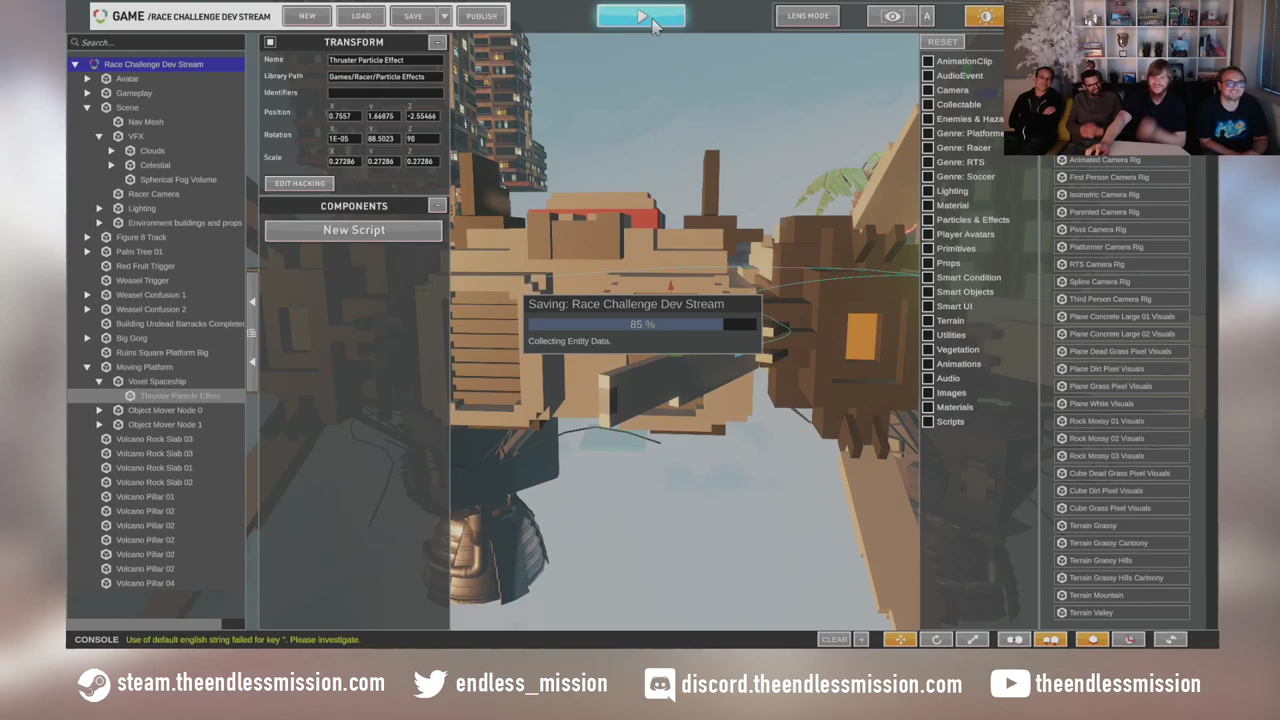 GAME /RACE CHALLENGE DEV STREAM
NEW
LOAD
SAVE
PUBLISH
LENS MODE
A
Search...
Race Challenge Dev Stream
Avatar
Gameplay
Scene
Nav Mesh
VFX
Clouds
Celestial
Spherical Fog Volume
Racer Camera
Lighting
Environment buildings and props
Figure 8 Track
Palm Tree 01
Red Fruit Trigger
Weasel Trigger
Weasel Confusion 1
Weasel Confusion 2
Building Undead Barracks Completed
Big Gorg
Ruins Square Platform Big
Moving Platform
Voxel Spaceship
Thruster Particle Effect
Object Mover Node 0
Object Mover Node 1
Volcano Rock Slab 03
Volcano Rock Slab 03
Volcano Rock Slab 01
Volcano Rock Slab 02
Volcano Pillar 01
Volcano Pillar 02
Volcano Pillar 02
Volcano Pillar 02
Volcano Pillar 02
Volcano Pillar 02
Volcano Pillar 04
TRANSFORM
Name
Thruster Particle Effect
Library Path
Games/Racer/Particle Effects
Identifiers
X Y Z
Position 0.7557 1.66875 -2.55466
X Y Z
Rotation 1E-05 88.5023 90
X Y Z
Scale 0.27286 0.27286 0.27286
EDIT HACKING
COMPONENTS
New Script
Saving: Race Challenge Dev Stream
85 %
Collecting Entity Data.
RESET
AnimationClip
AudioEvent
Camera
Collectable
Enemies & Haza
Genre: Platforme
Genre: Racer
Genre: RTS
Genre: Soccer
Lighting
Material
Particles & Effects
Player Avatars
Primitives
Props
Smart Condition
Smart Objects
Smart UI
Terrain
Utilities
Vegetation
Animations
Audio
Images
Materials
Scripts
Animated Camera Rig
First Person Camera Rig
Isometric Camera Rig
Parented Camera Rig
Pivot Camera Rig
Platformer Camera Rig
RTS Camera Rig
Spline Camera Rig
Third Person Camera Rig
Plane Concrete Large 01 Visuals
Plane Concrete Large 02 Visuals
Plane Dead Grass Pixel Visuals
Plane Dirt Pixel Visuals
Plane Grass Pixel Visuals
Plane White Visuals
Rock Mossy 01 Visuals
Rock Mossy 02 Visuals
Rock Mossy 03 Visuals
Cube Dead Grass Pixel Visuals
Cube Dirt Pixel Visuals
Cube Grass Pixel Visuals
Terrain Grassy
Terrain Grassy Cartoony
Terrain Grassy Hills
Terrain Grassy Hills Cartoony
Terrain Mountain
Terrain Valley
CONSOLE Use of default english string failed for key ''. Please investigate.
CLEAR
+
steam.theendlessmission.com
endless_mission
discord.theendlessmission.com
theendlessmission